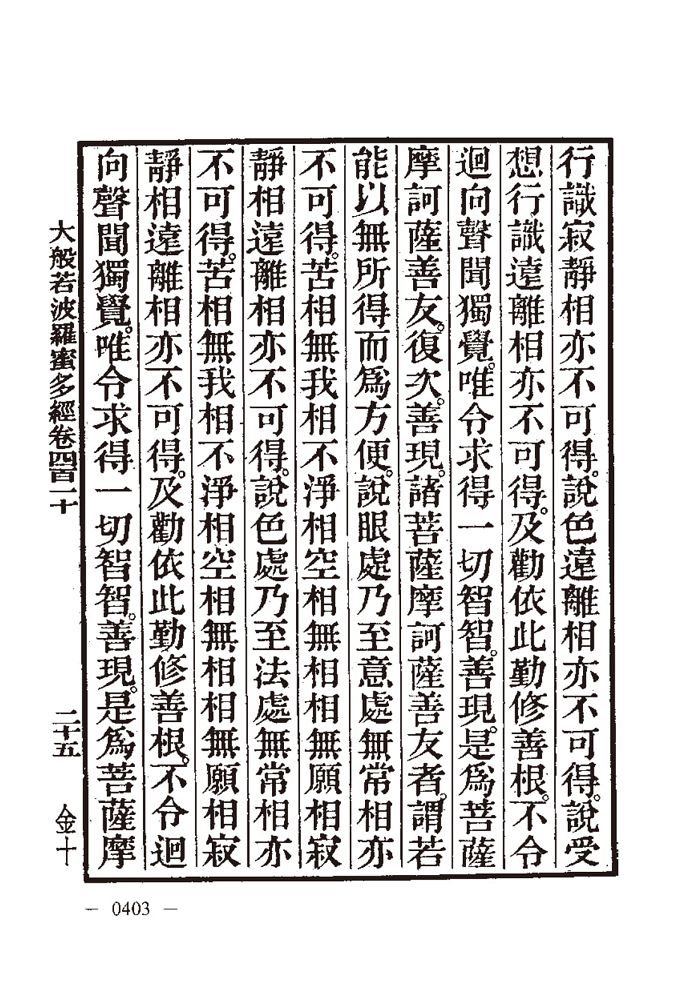 行識寂靜相亦不可得。說色遠離相亦不可得。說受
想行識遠離相亦不可得。及勸依此勤修善根。不令
迴向聲聞獨覺。唯令求得一切智智。善現。是為菩薩
摩訶薩善友。復次。善現。諸菩薩摩訶薩善友者。謂若
能以無所得而為方便。說眼處乃至意處無常相亦
不可得。苦相無我相不淨相空相無相相無願相寂
靜相遠離相亦不可得。說色處乃至法處無常相亦
不可得。苦相無我相不淨相空相無相相無願相寂
靜相遠離相亦不可得。及勸依此勤修善根。不令迴
向聲聞獨覺。唯令求得一切智智。善現。是為菩薩摩
大般若波羅蜜多經卷四百一十 二十五 金十
— 0403 —